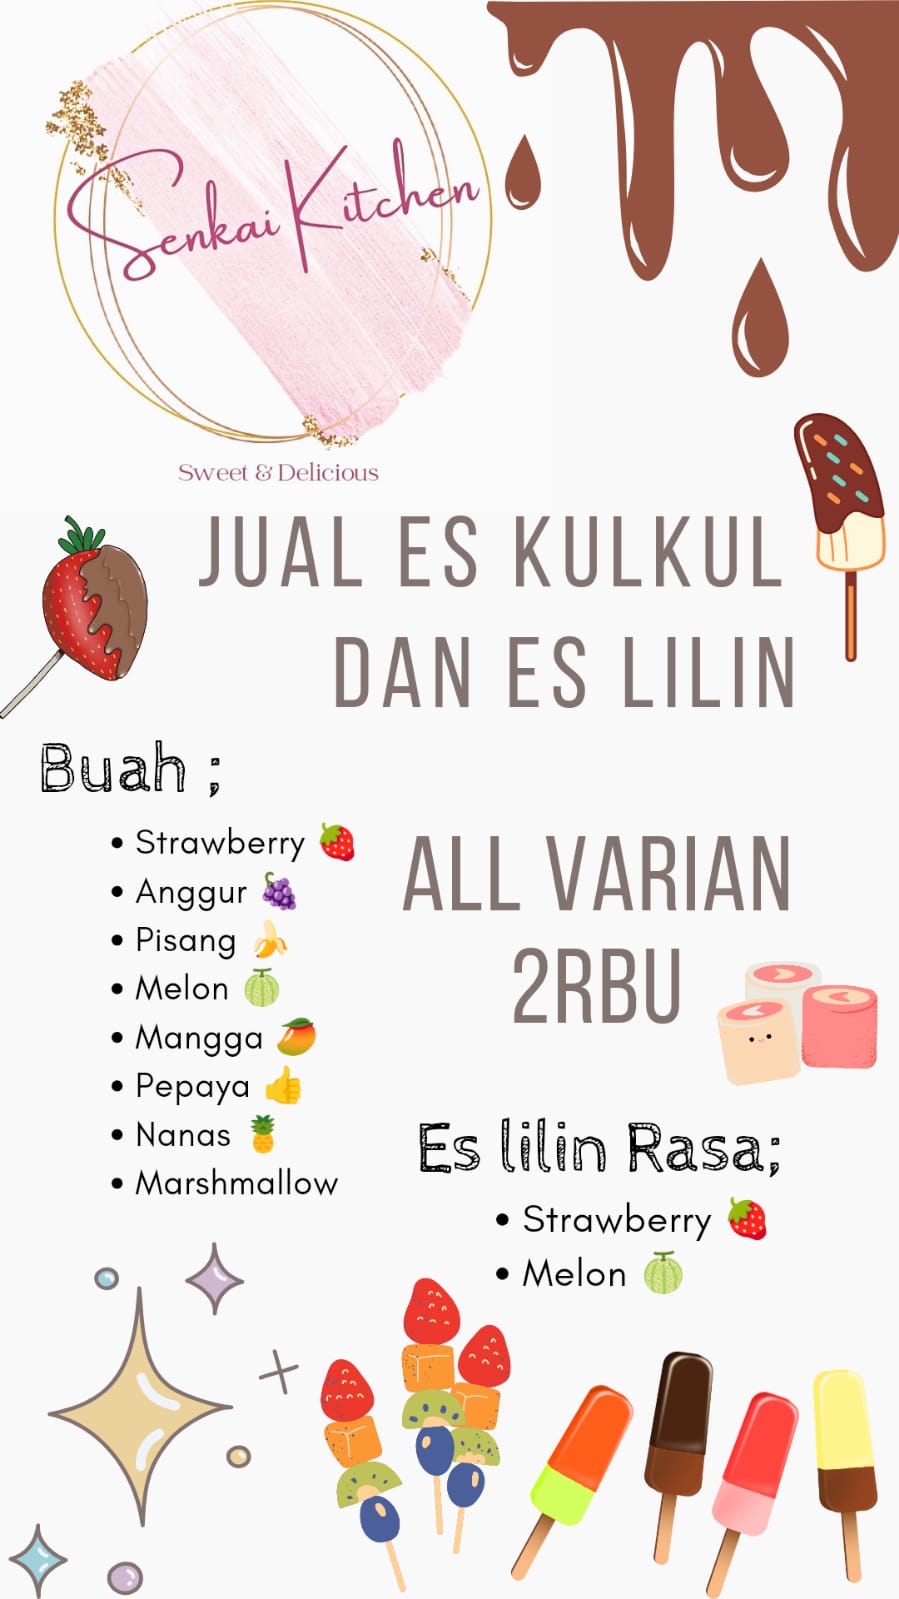 Senkai Kitchen
Sweet & Delicious
JUAL ES KULKUL
DAN ES LILIN
Buah ;
• Strawberry 🍓
• Anggur 🍇
• Pisang 🍌
• Melon 🍈
• Mangga 🥭
• Pepaya 👍
• Nanas 🍍
• Marshmallow
ALL VARIAN
2RBU
Es lilin Rasa;
• Strawberry 🍓
• Melon 🍈